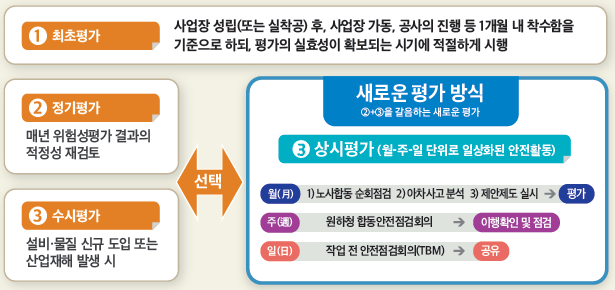 ① 최초평가
사업장 성립(또는 실착공) 후, 사업장 가동, 공사의 진행 등 1개월 내 착수함을
기준으로 하되, 평가의 실효성이 확보되는 시기에 적절하게 시행
② 정기평가
매년 위험성평가 결과의
적정성 재검토
③ 수시평가
설비·물질 신규 도입 또는
산업재해 발생 시
선택
새로운 평가 방식
②+③을 갈음하는 새로운 평가
③ 상시평가 (월-주-일 단위로 일상화된 안전활동)
월(月) 1) 노사합동 순회점검 2) 아차사고 분석 3) 제안제도 실시 → 평가
주(週) 원하청 합동안전점검회의 → 이행확인 및 점검
일(日) 작업 전 안전점검회의(TBM) → 공유